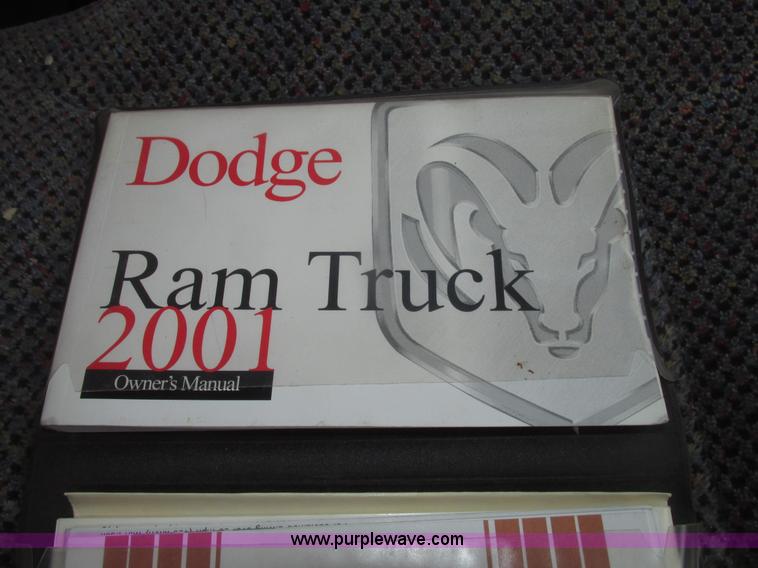 Dodge
Ram Truck
2001
Owner's Manual
www.purplewave.com